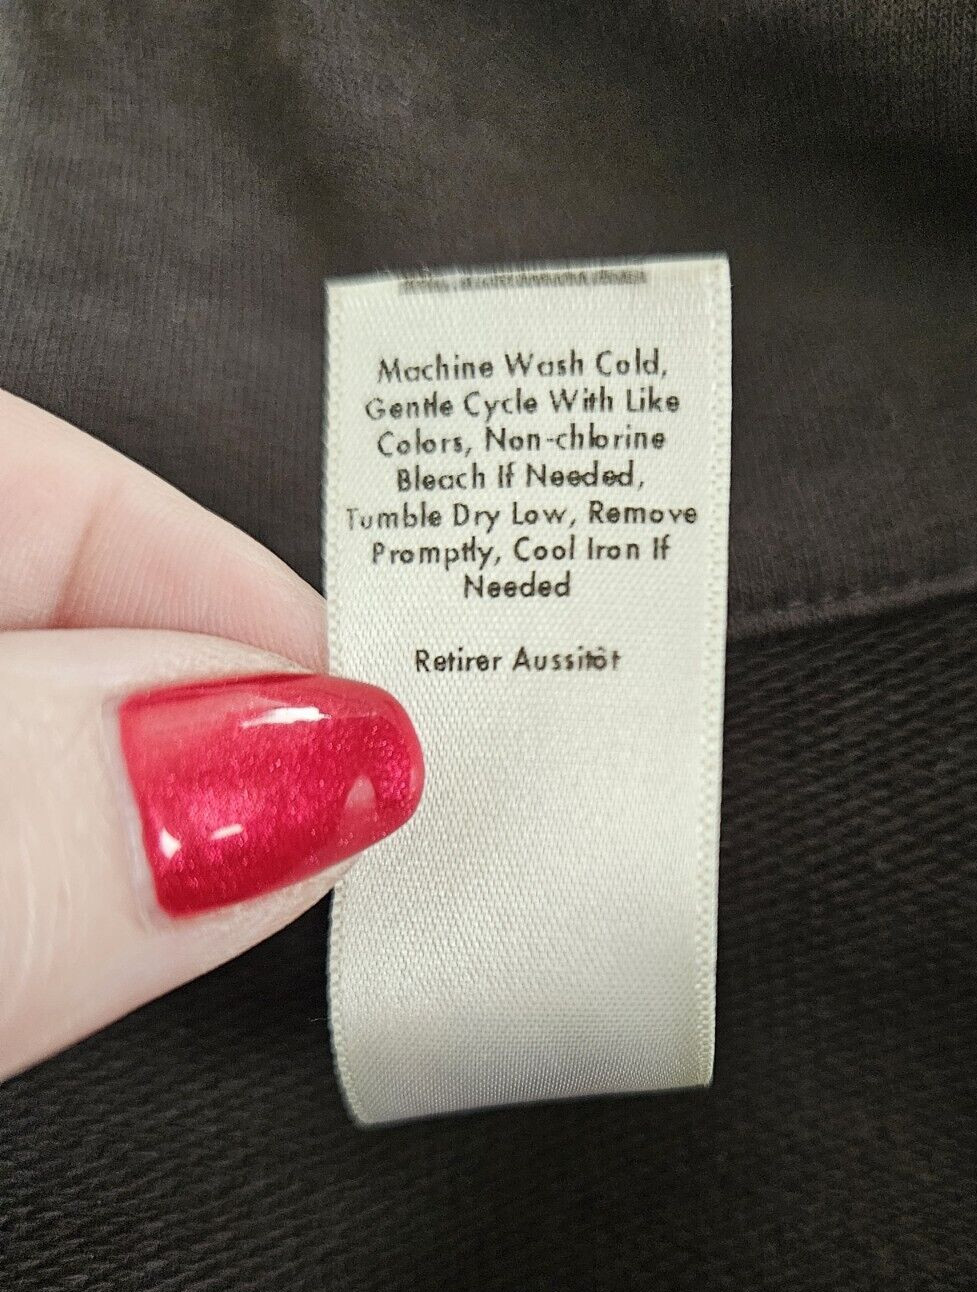 Machine Wash Cold,
Gentle Cycle With Like
Colors, Non-chlorine
Bleach If Needed,
Tumble Dry Low, Remove
Promptly, Cool Iron If
Needed
Retirer Aussitôt